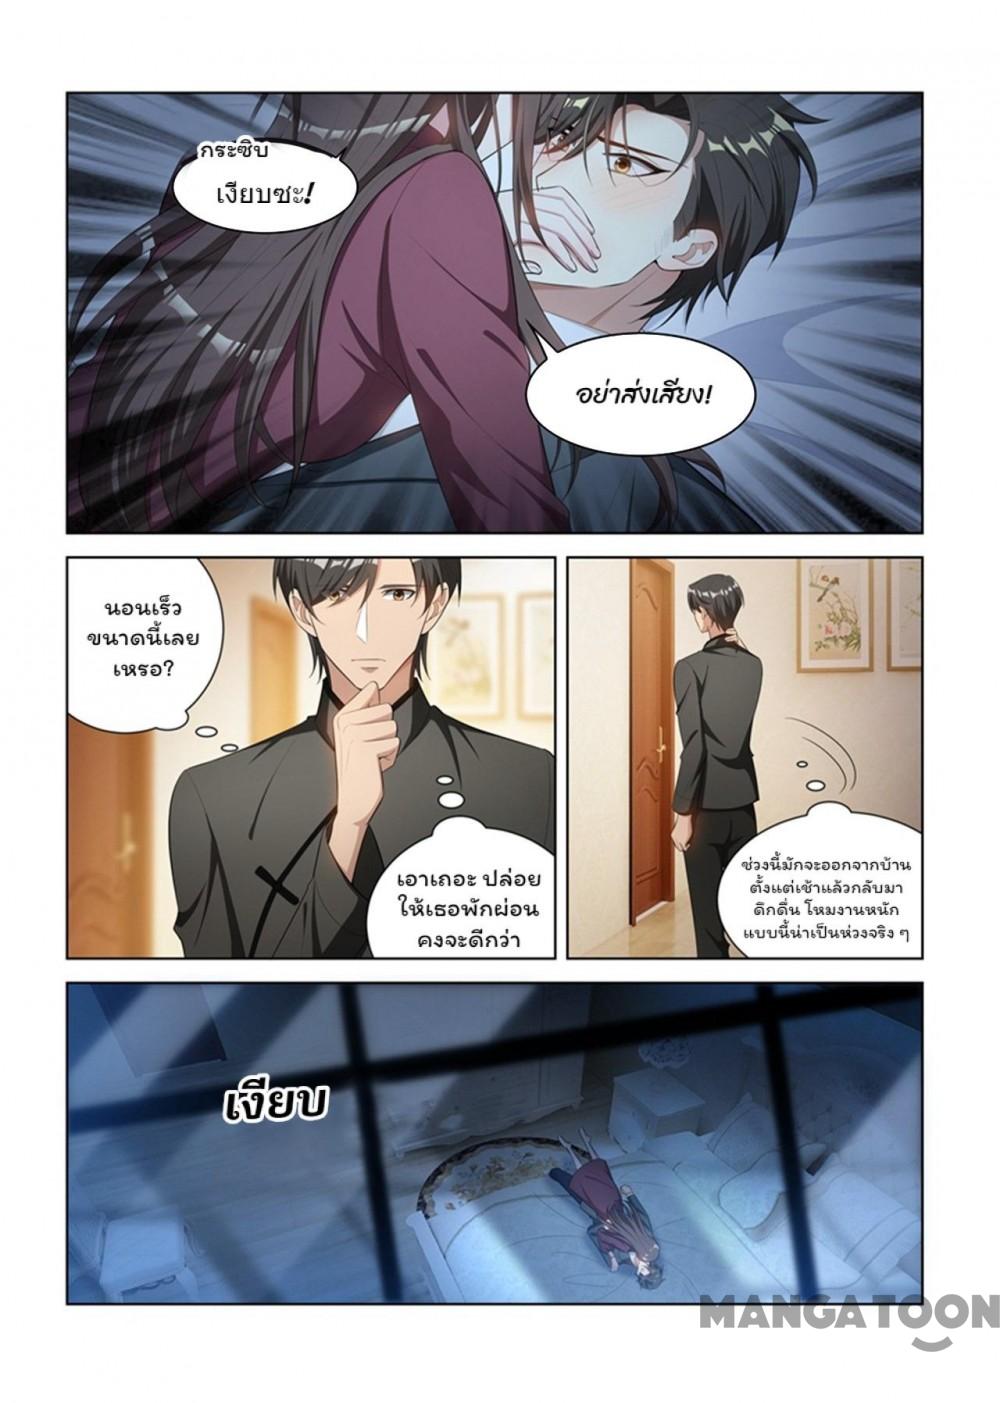 กระซิบ
เงียบซะ!
อย่าส่งเสียง!
นอนเร็ว
ขนาดนี้เลย
เหรอ?
เอาเถอะ ปล่อย
ให้เธอพักผ่อน
คงจะดีกว่า
ช่วงนี้มักจะออกจากบ้าน
ตั้งแต่เช้าแล้วกลับมา
ดึกดื่น โหมงานหนัก
แบบนี้น่าเป็นห่วงจริง ๆ
เงียบ
MANGATOON